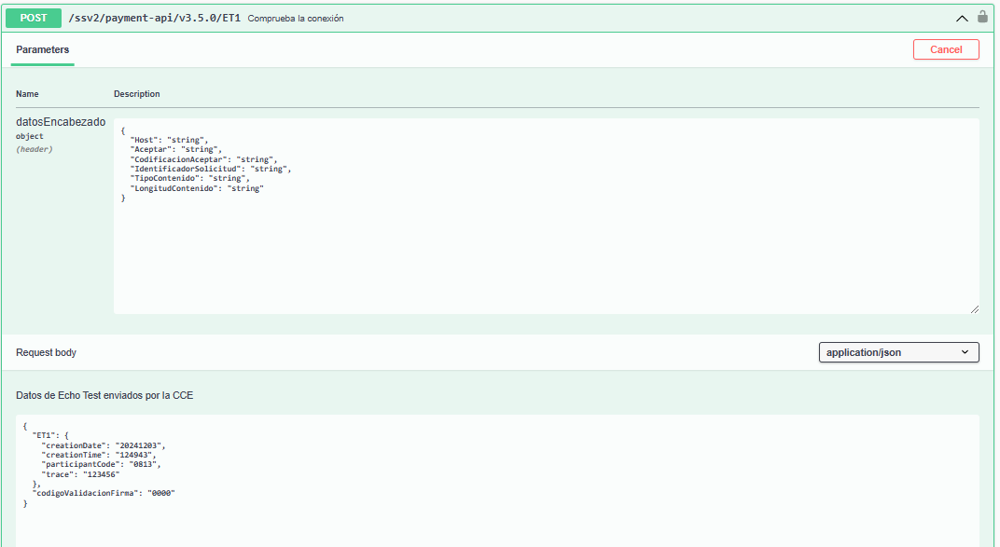 POST /ssv2/payment-api/v3.5.0/ET1 Comprueba la conexión
Parameters
Cancel
Name Description
datosEncabezado
object
(header)
{
"Host": "string",
"Aceptar": "string",
"CodificacionAceptar": "string",
"IdentificadorSolicitud": "string",
"TipoContenido": "string",
"LongitudContenido": "string"
}
Request body
application/json
Datos de Echo Test enviados por la CCE
{
"ET1": {
"creationDate": "20241203",
"creationTime": "124943",
"participantCode": "0813",
"trace": "123456"
},
"codigoValidacionFirma": "0000"
}